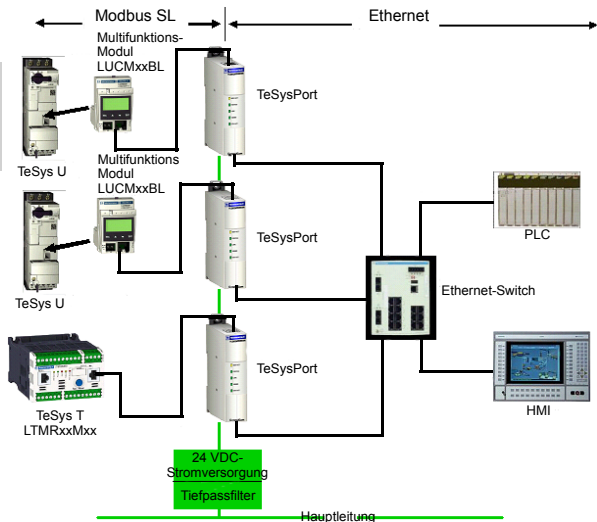 Modbus SL
Ethernet
Multifunktions-
Modul
LUCMxxBL
TeSysPort
TeSys U
Multifunktions
Modul
LUCMxxBL
TeSysPort
TeSys U
PLC
Ethernet-Switch
TeSysPort
TeSys T
LTMRxxMxx
HMI
24 VDC-
Stromversorgung
Tiefpassfilter
Hauptleitung